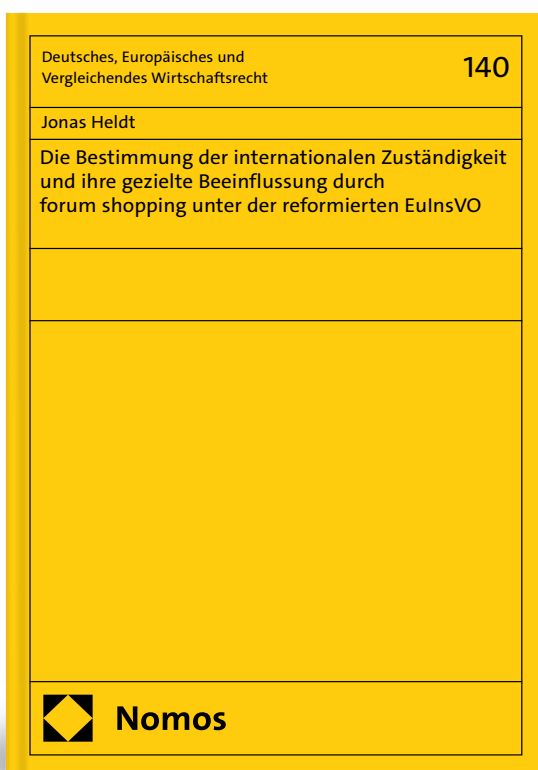 Deutsches, Europäisches und
Vergleichendes Wirtschaftsrecht
140
Jonas Heldt
Die Bestimmung der internationalen Zuständigkeit
und ihre gezielte Beeinflussung durch
forum shopping unter der reformierten EuInsVO
Nomos